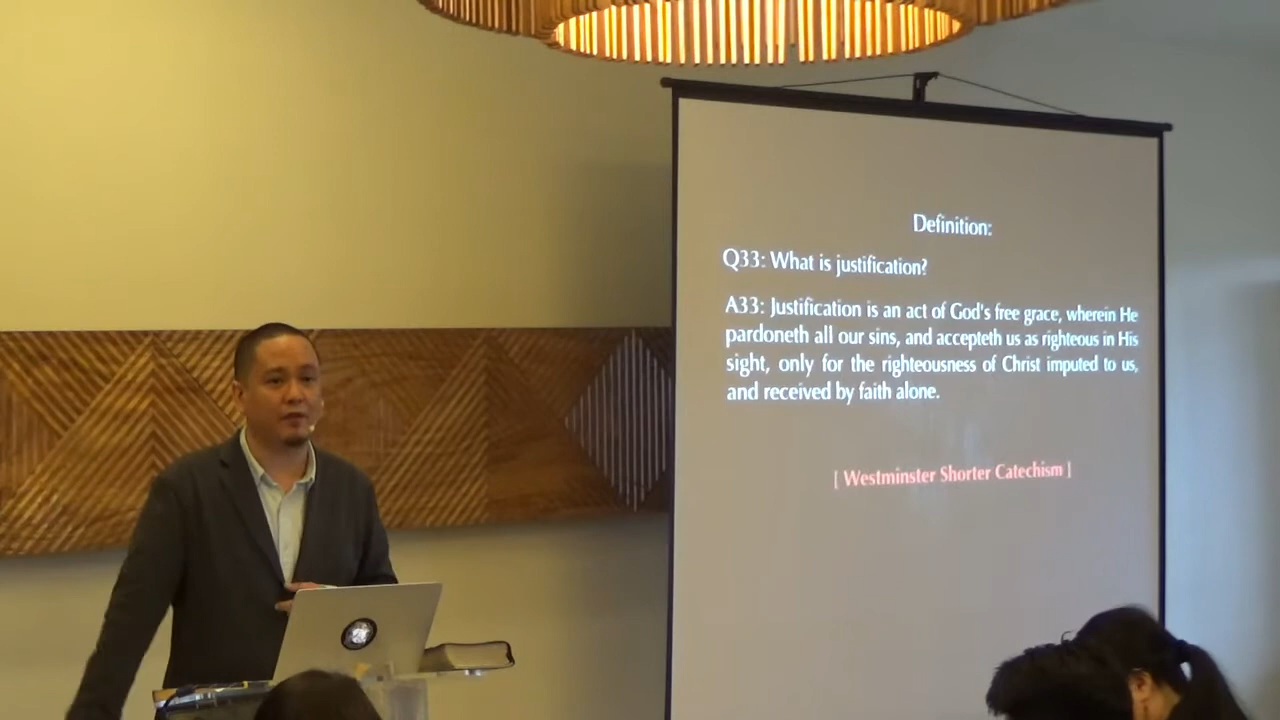 Definition:
Q33: What is justification?
A33: Justification is an act of God's free grace, wherein He
pardoneth all our sins, and accepteth us as righteous in His
sight, only for the righteousness of Christ imputed to us,
and received by faith alone.
[ Westminster Shorter Catechism ]